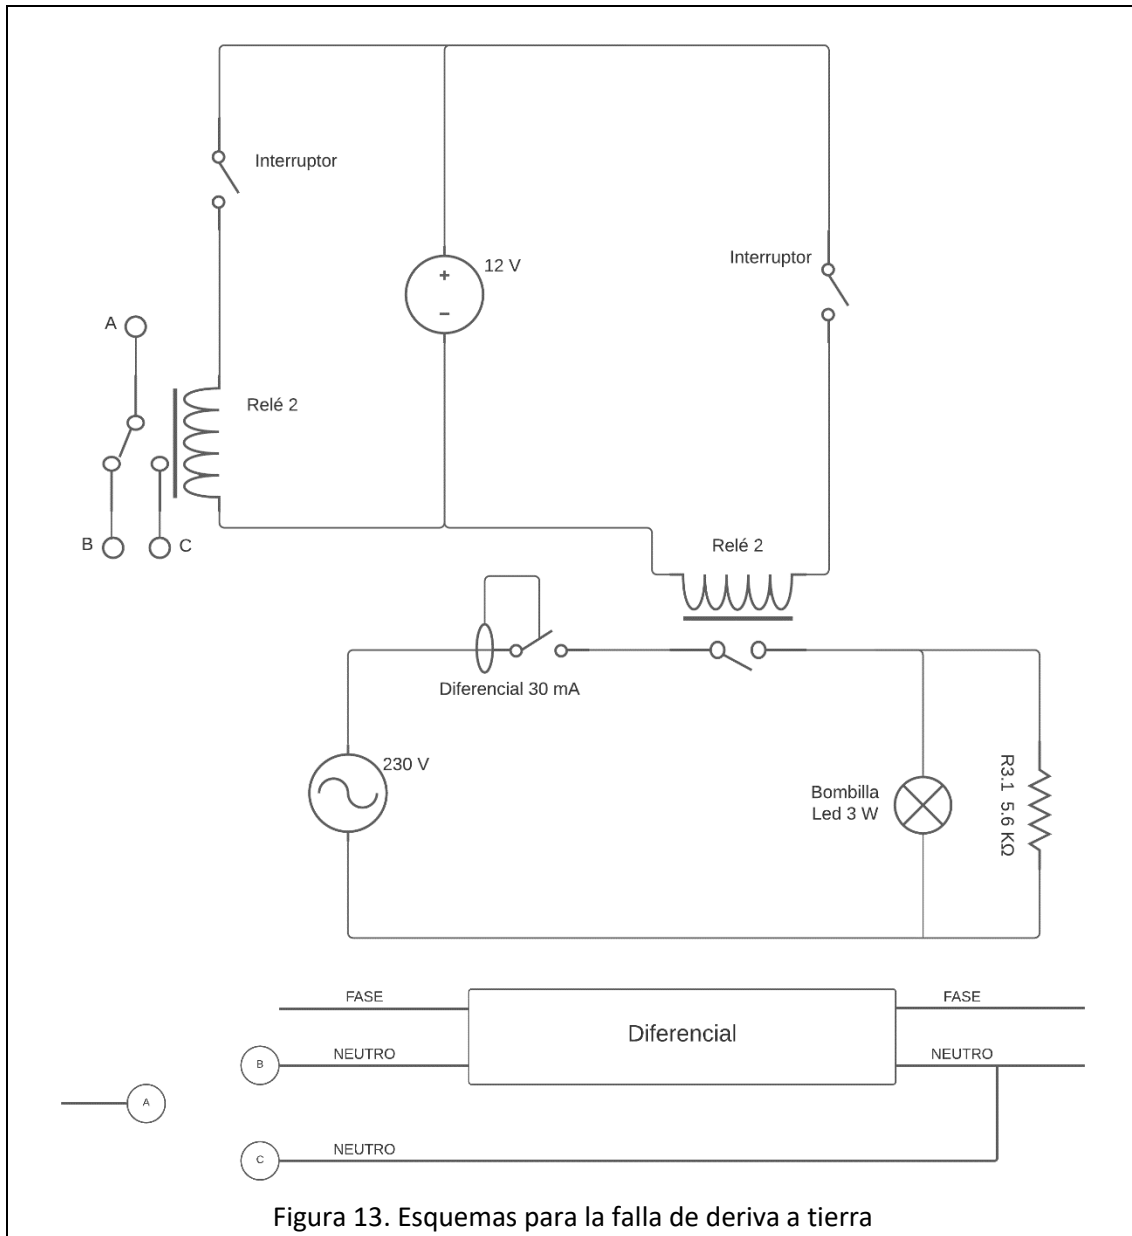 Interruptor
12 V
+
−
Interruptor
A
Relé 2
B
C
Relé 2
Diferencial 30 mA
230 V
Bombilla
Led 3 W
R3.1 5.6 KΩ
FASE
FASE
Diferencial
B
NEUTRO
NEUTRO
A
C
NEUTRO
Figura 13. Esquemas para la falla de deriva a tierra